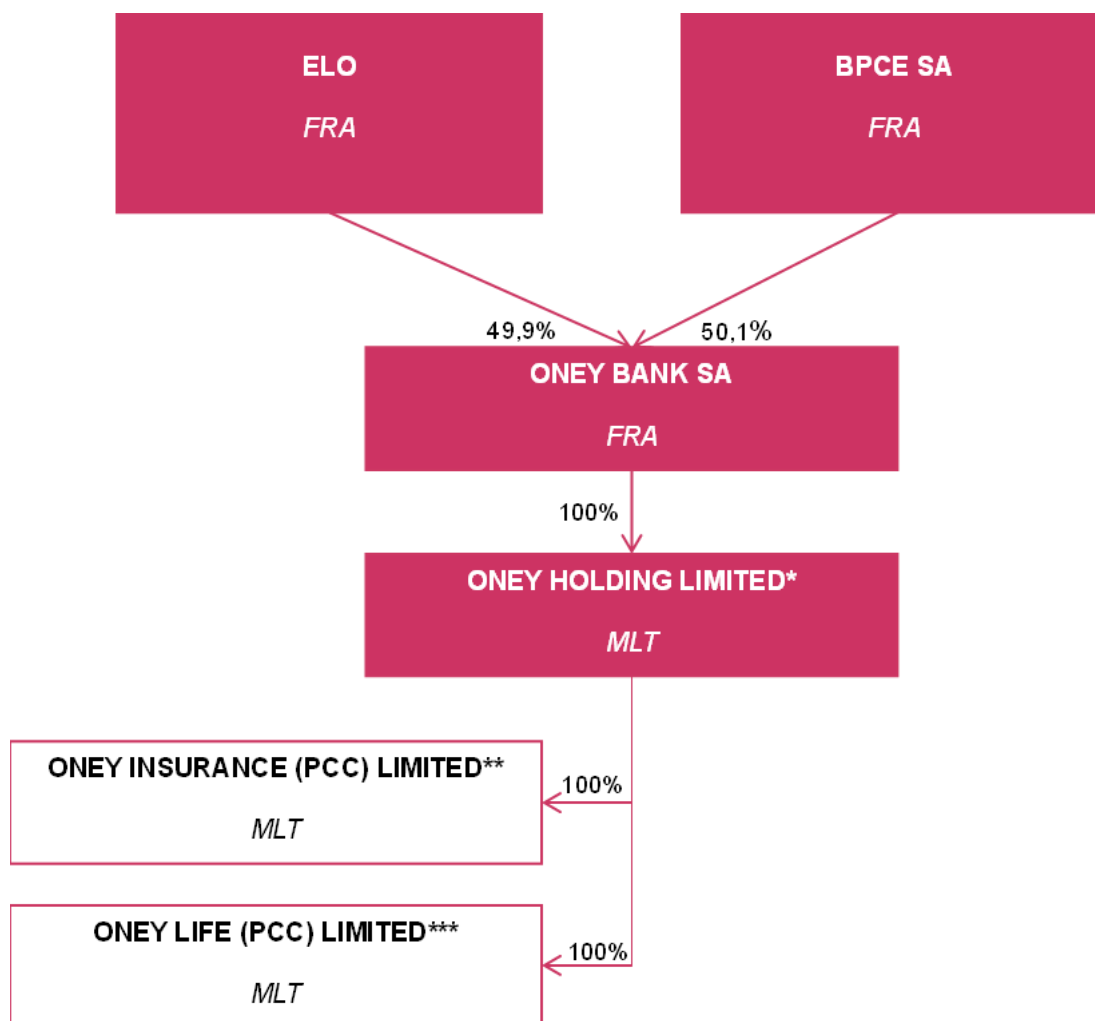 ELO
FRA
BPCE SA
FRA
49,9%
50,1%
ONEY BANK SA
FRA
100%
ONEY HOLDING LIMITED*
MLT
ONEY INSURANCE (PCC) LIMITED**
MLT
100%
ONEY LIFE (PCC) LIMITED***
MLT
100%